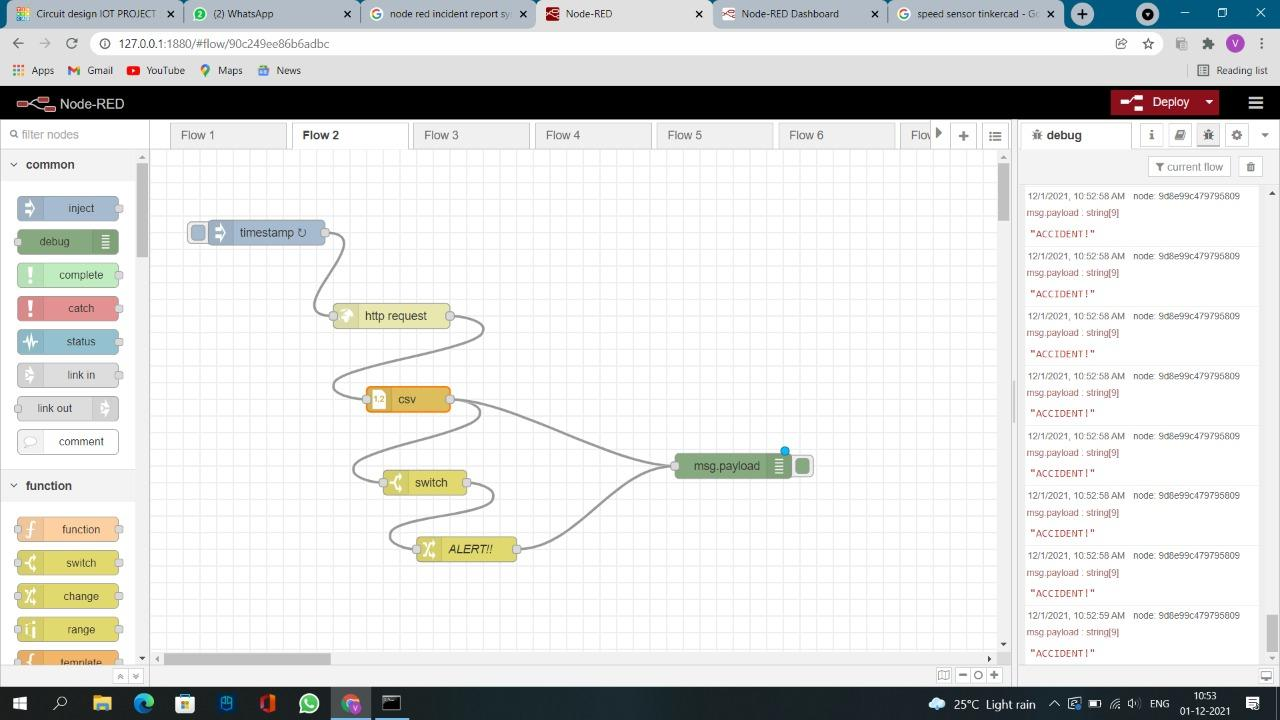 Circuit design IOT PROJECT
(2) WhatsApp
node red incident report sy
Node-RED
Node-RED Dashboard
speed sensor tinkercad - Go
127.0.0.1:1880/#flow/90c249ee86b6adbc
V
Apps
Gmail
YouTube
Maps
News
Reading list
Node-RED
Deploy
filter nodes
Flow 1
Flow 2
Flow 3
Flow 4
Flow 5
Flow 6
Flow
debug
common
current flow
inject
debug
complete
catch
status
link in
link out
comment
function
function
switch
change
range
template
timestamp ↻
http request
1,2
csv
switch
ALERT!!
msg.payload
12/1/2021, 10:52:58 AM node: 9d8e99c479795809
msg.payload : string[9]
"ACCIDENT!"
12/1/2021, 10:52:58 AM node: 9d8e99c479795809
msg.payload : string[9]
"ACCIDENT!"
12/1/2021, 10:52:58 AM node: 9d8e99c479795809
msg.payload : string[9]
"ACCIDENT!"
12/1/2021, 10:52:58 AM node: 9d8e99c479795809
msg.payload : string[9]
"ACCIDENT!"
12/1/2021, 10:52:58 AM node: 9d8e99c479795809
msg.payload : string[9]
"ACCIDENT!"
12/1/2021, 10:52:58 AM node: 9d8e99c479795809
msg.payload : string[9]
"ACCIDENT!"
12/1/2021, 10:52:58 AM node: 9d8e99c479795809
msg.payload : string[9]
"ACCIDENT!"
12/1/2021, 10:52:59 AM node: 9d8e99c479795809
msg.payload : string[9]
"ACCIDENT!"
25°C Light rain
ENG
10:53
01-12-2021